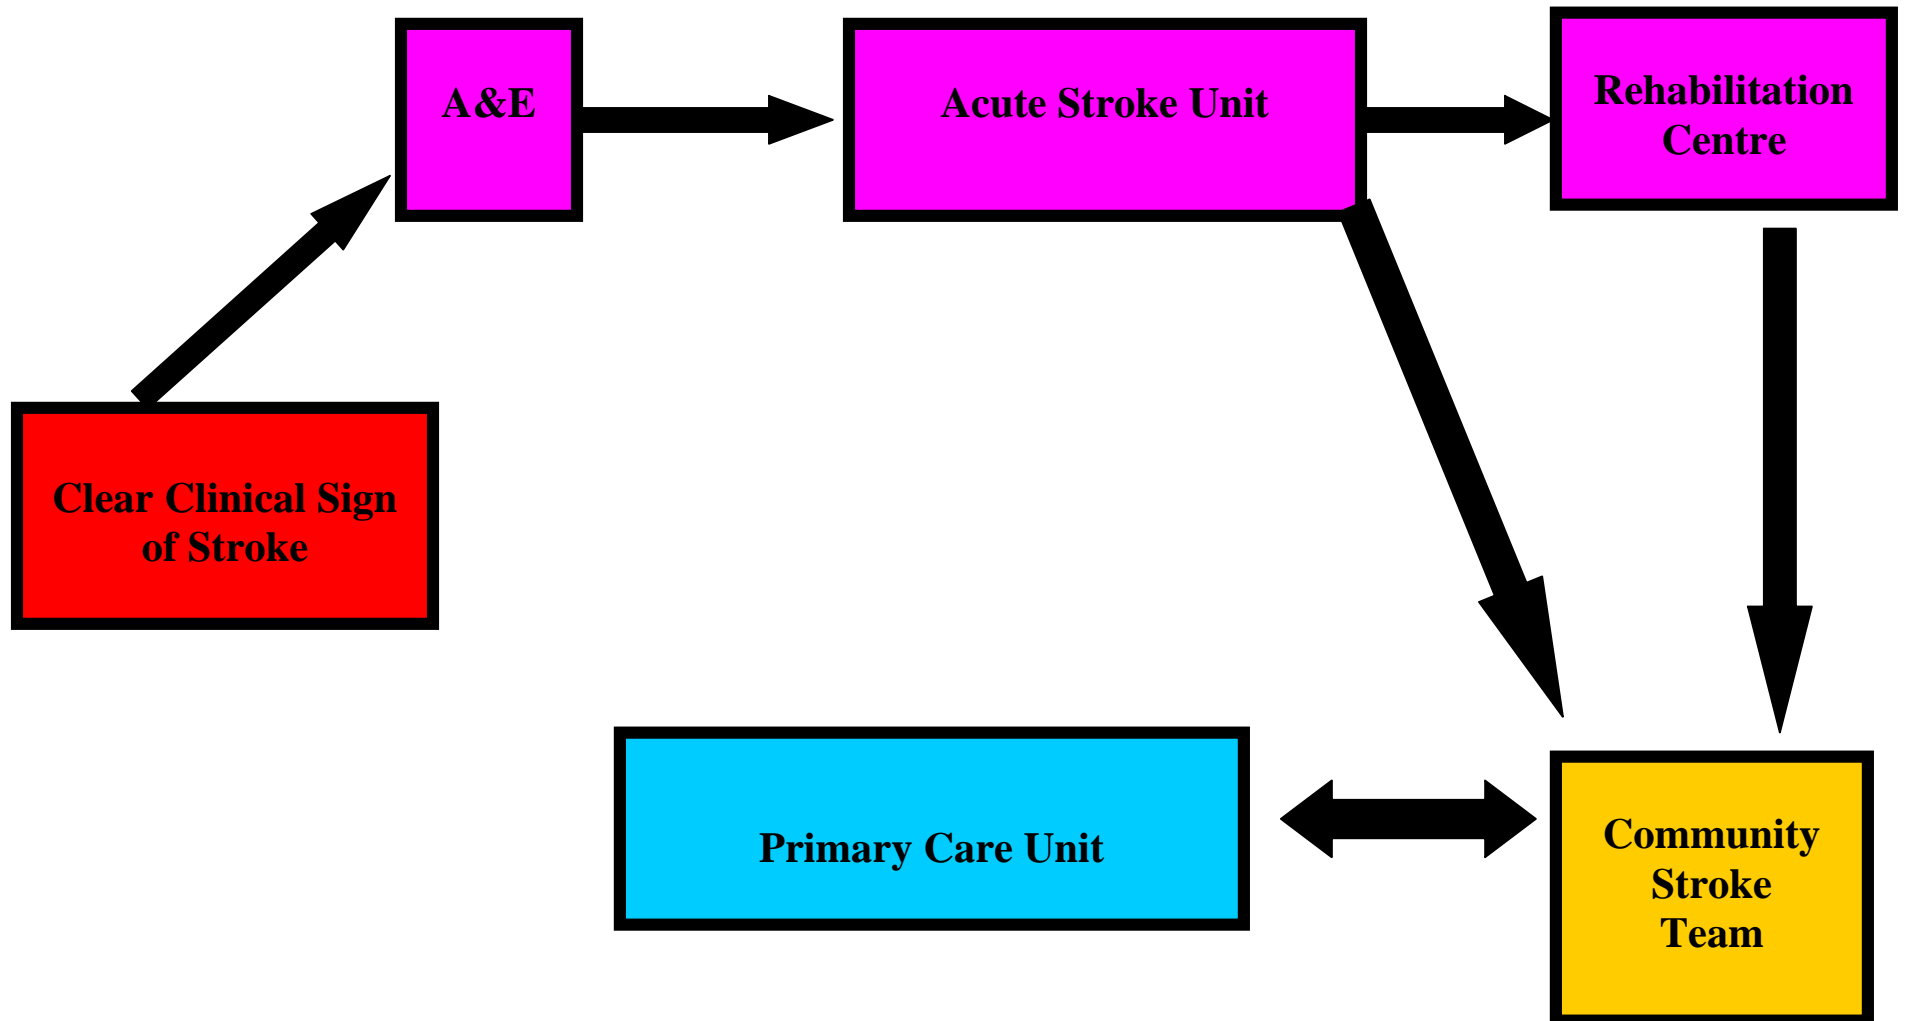 A&E
Acute Stroke Unit
Rehabilitation
Centre
Clear Clinical Sign
of Stroke
Primary Care Unit
Community
Stroke
Team